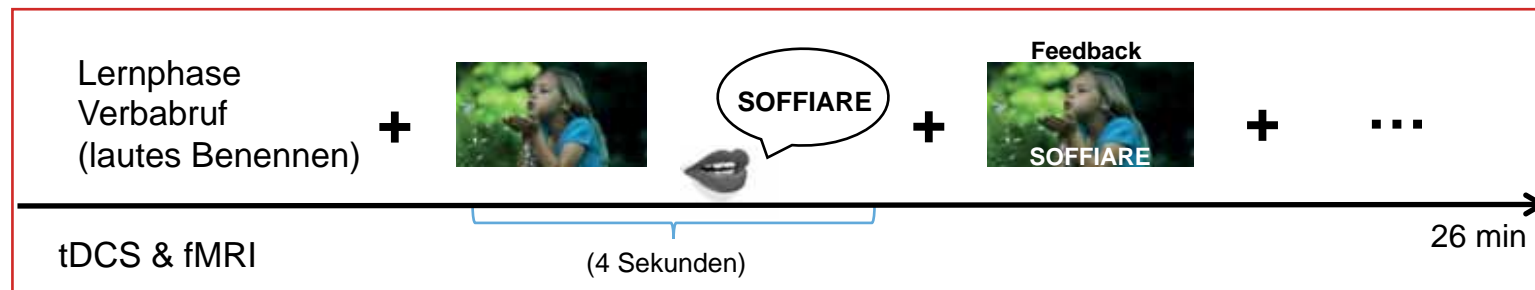 Lernphase
Verbabruf
(lautes Benennen)
+
SOFFIARE
+
Feedback
SOFFIARE
+
...
26 min
tDCS & fMRI
(4 Sekunden)